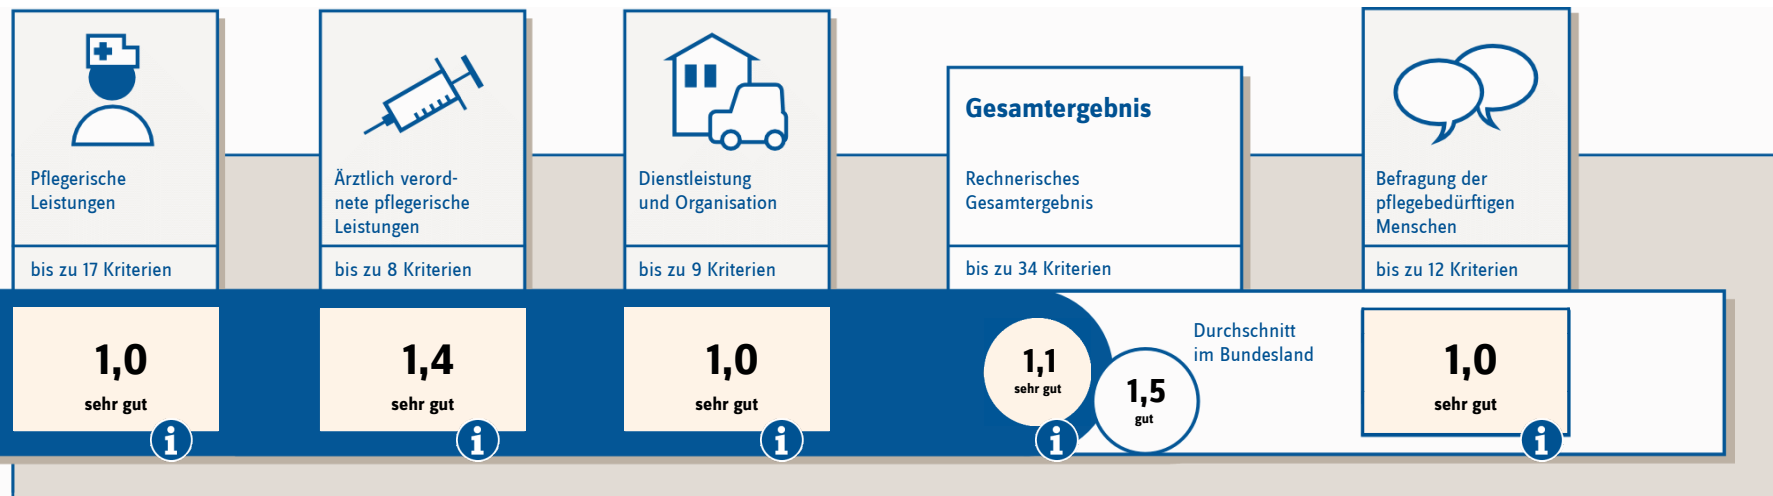 Pflegerische
Leistungen
bis zu 17 Kriterien
1,0
sehr gut
i
Ärztlich verord-
nete pflegerische
Leistungen
bis zu 8 Kriterien
1,4
sehr gut
i
Dienstleistung
und Organisation
bis zu 9 Kriterien
1,0
sehr gut
i
Gesamtergebnis
Rechnerisches
Gesamtergebnis
bis zu 34 Kriterien
1,1
sehr gut
i
1,5
gut
Durchschnitt
im Bundesland
Befragung der
pflegebedürftigen
Menschen
bis zu 12 Kriterien
1,0
sehr gut
i